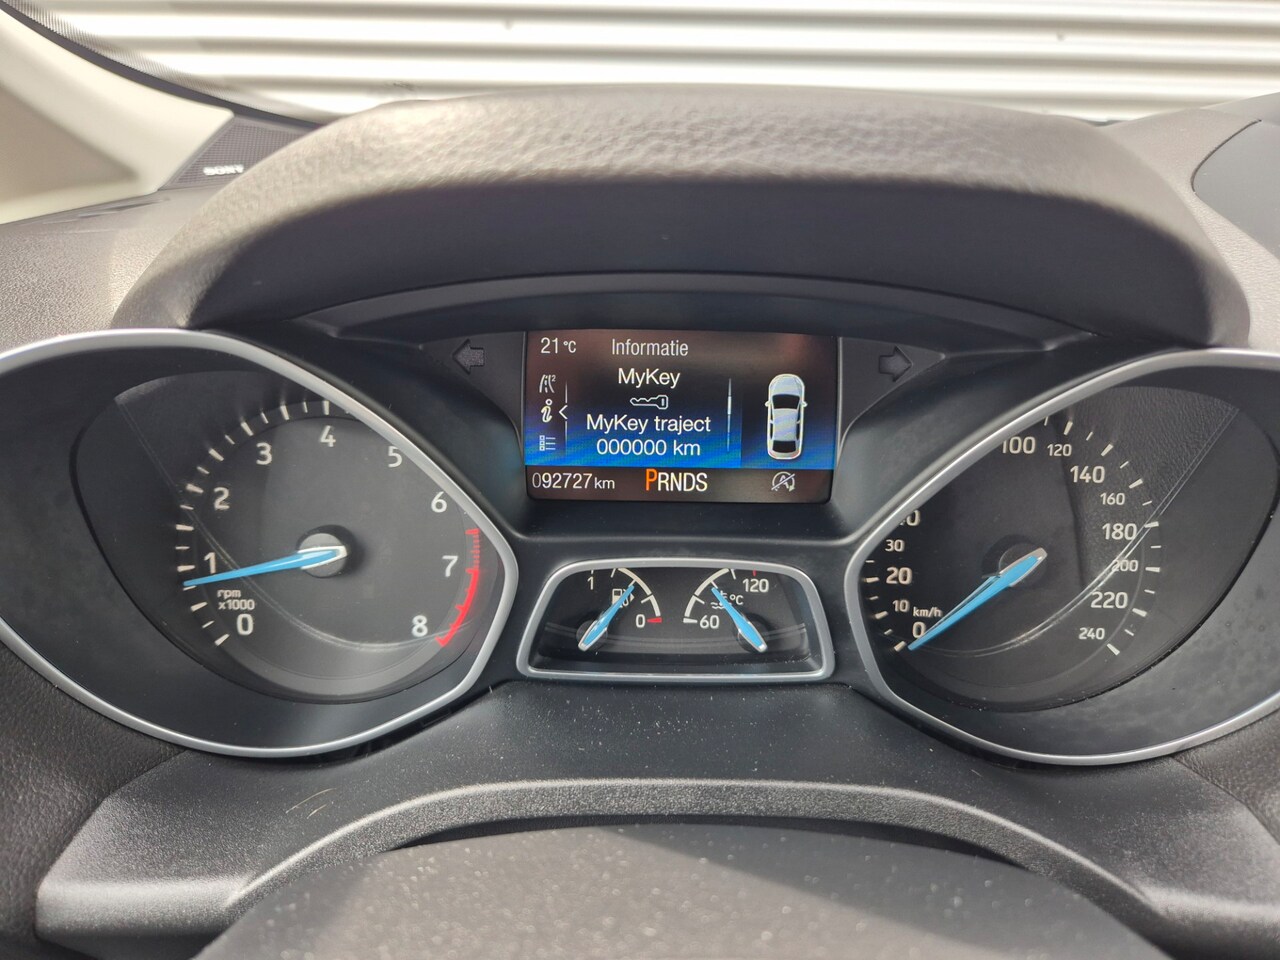 SONY
21 °C Informatie
MyKey
MyKey traject
000000 km
092727 km PRNDS
0
1
2
3
4
5
6
7
8
rpm
x1000
1
0
60
120
°C
0
10
20
30
100
120
140
160
180
200
220
240
km/h